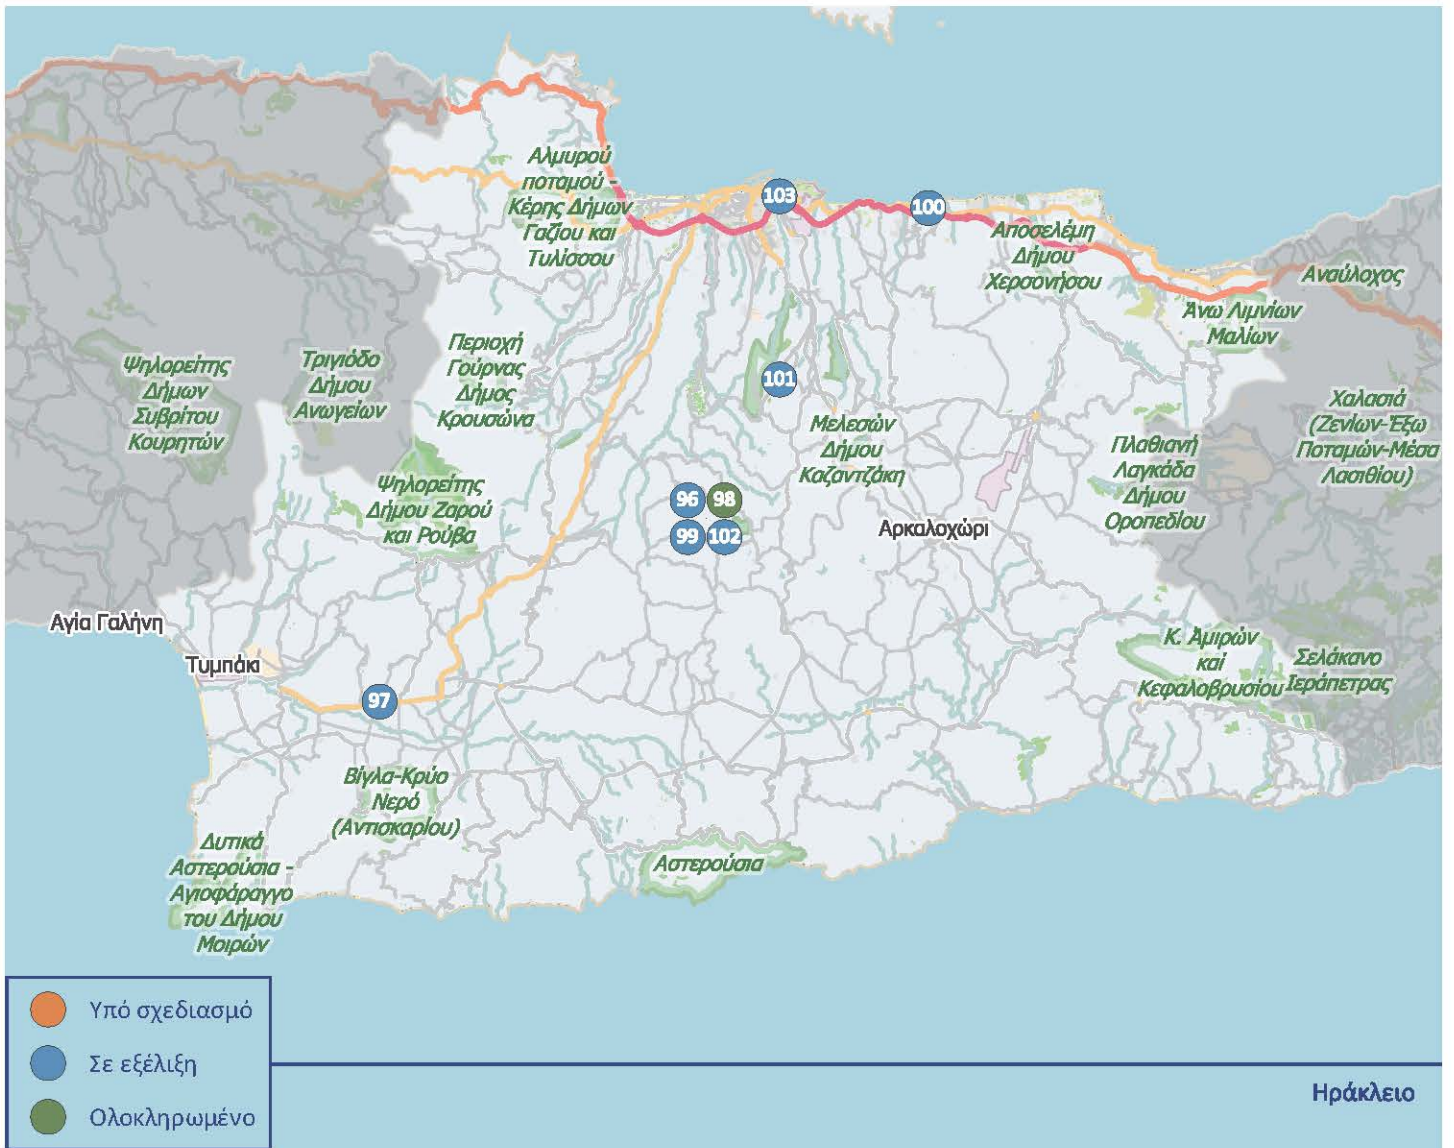 Αλμυρού
ποταμού -
Κέρης Δήμων
Γαζίου και
Τυλίσσου
103
100
Αποσελέμη
Δήμου
Χερσονήσου
Αναύλοχος
Άνω Λιμνίων
Μαλίων
Ψηλορείτης
Δήμων
Συβρίτου
Κουρητών
Τριγιόδο
Δήμου
Ανωγείων
Περιοχή
Γούρνας
Δήμος
Κρουσώνα
101
Μελεσών
Δήμου
Καζαντζάκη
Χαλασιά
(Ζενίων-Έξω
Ποταμών-Μέσα
Λασιθίου)
Πλαθιανή
Λαγκάδα
Δήμου
Οροπεδίου
Ψηλορείτης
Δήμου Ζαρού
και Ρούβα
96
98
99
102
Αρκαλοχώρι
Αγία Γαλήνη
Τυμπάκι
97
Κ. Αμιρών
καί
Κεφαλοβρυσίου
Σελάκανο
Ιεράπετρας
Βίγλα-Κρύο
Νερό
(Αντισκαρίου)
Αστερούσια
Δυτικά
Αστερούσια -
Αγιοφάραγγο
του Δήμου
Μοιρών
Υπό σχεδιασμό
Σε εξέλιξη
Ολοκληρωμένο
Ηράκλειο